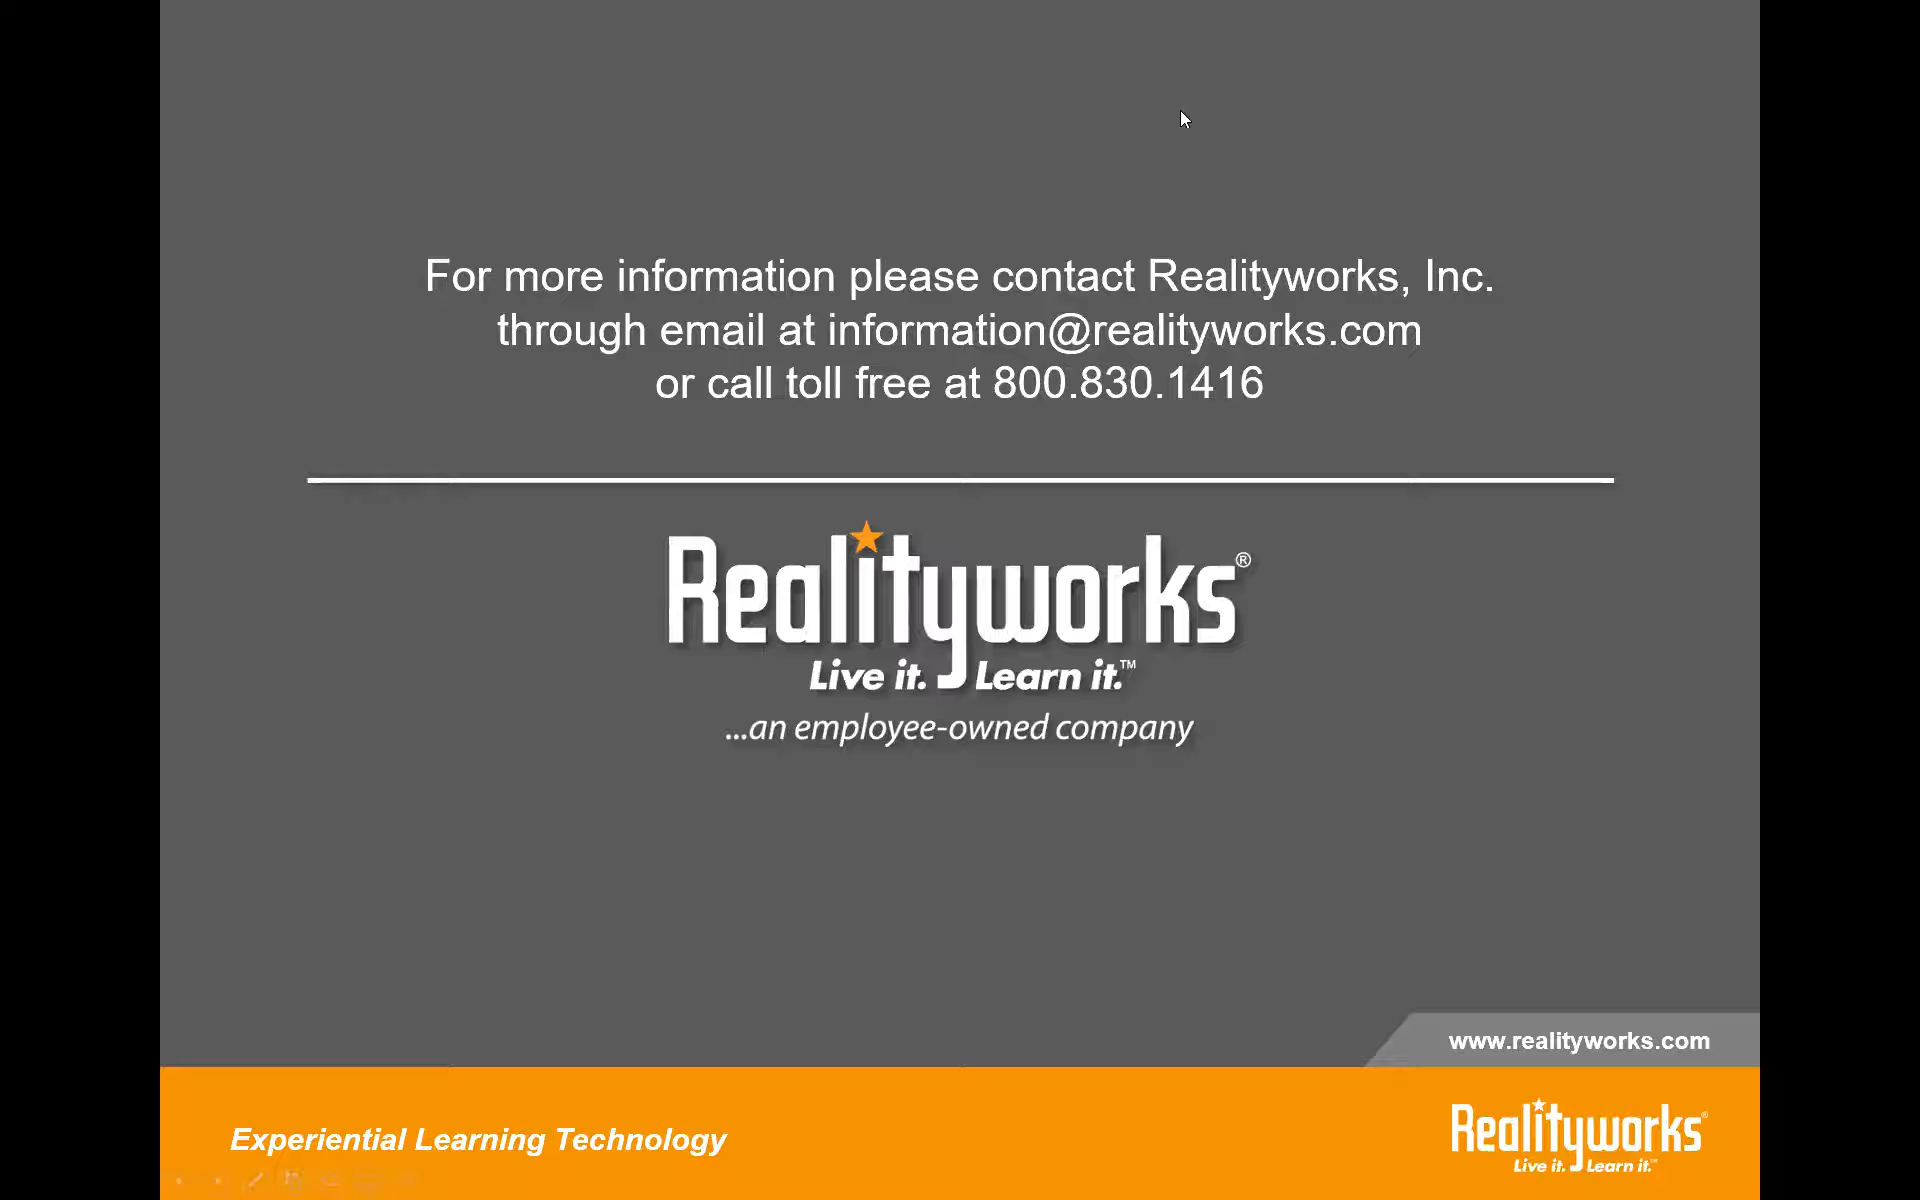 For more information please contact Realityworks, Inc.
through email at information@realityworks.com
or call toll free at 800.830.1416
Realityworks®
Live it. Learn it.™
...an employee-owned company
www.realityworks.com
Experiential Learning Technology
Realityworks®
Live it. Learn it.™